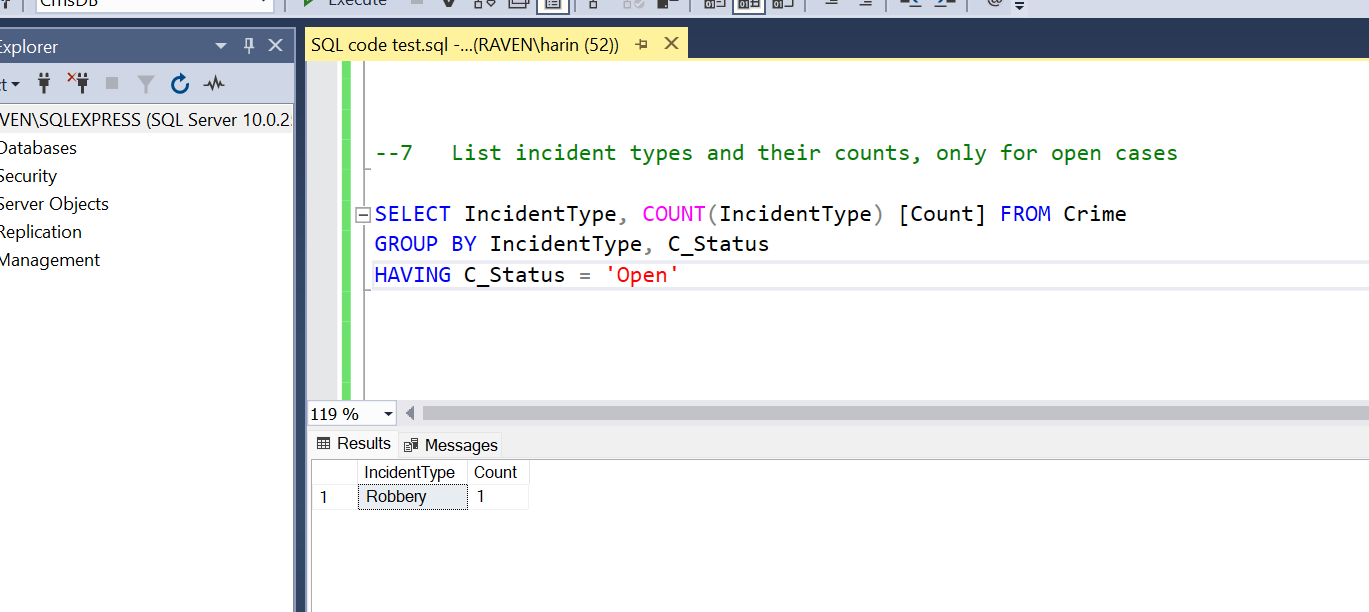 CmsDB
Execute
Explorer
SQL code test.sql -...(RAVEN\harin (52))
VEN\SQLEXPRESS (SQL Server 10.0.2
Databases
Security
Server Objects
Replication
Management
--7 List incident types and their counts, only for open cases
SELECT IncidentType, COUNT(IncidentType) [Count] FROM Crime
GROUP BY IncidentType, C_Status
HAVING C_Status = 'Open'
119 %
Results Messages
IncidentType Count
1 Robbery 1